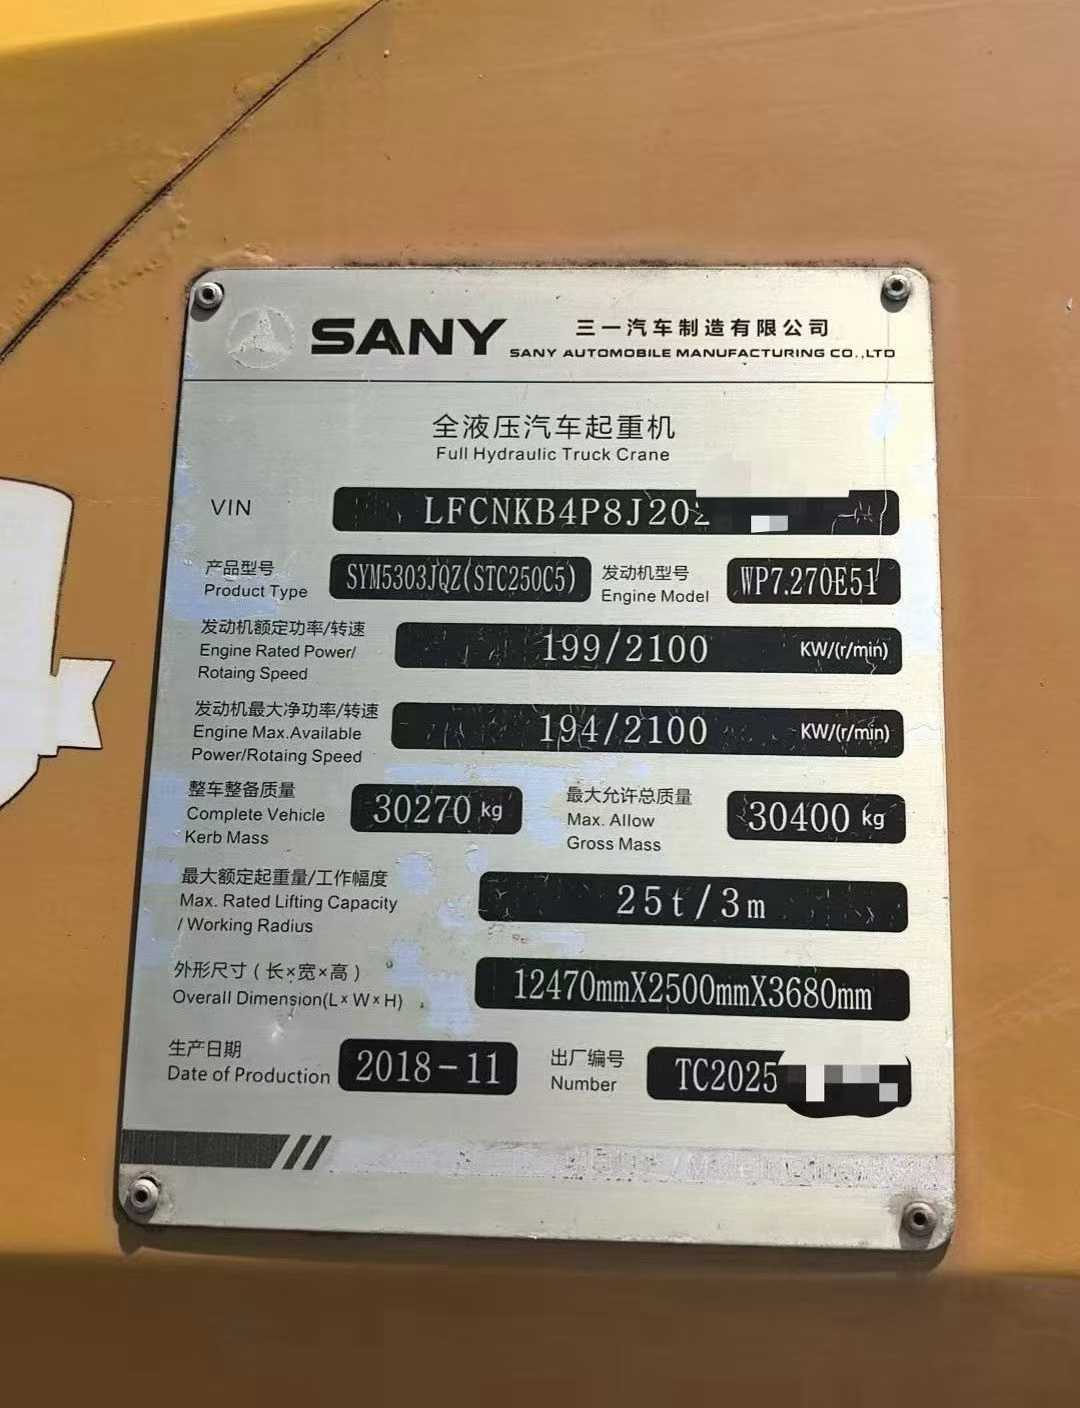 SANY
三一汽车制造有限公司
SANY AUTOMOBILE MANUFACTURING CO.,LTD
全液压汽车起重机
Full Hydraulic Truck Crane
VIN LFCNKB4P8J202
产品型号
Product Type
SYM5303JQZ(STC250C5)
发动机型号
Engine Model
WP7.270E51
发动机额定功率/转速
Engine Rated Power/
Rotaing Speed
199/2100 KW/(r/min)
发动机最大净功率/转速
Engine Max.Available
Power/Rotaing Speed
194/2100 KW/(r/min)
整车整备质量
Complete Vehicle
Kerb Mass
30270 kg
最大允许总质量
Max. Allow
Gross Mass
30400 kg
最大额定起重量/工作幅度
Max. Rated Lifting Capacity
/ Working Radius
25t/3m
外形尺寸(长×宽×高)
Overall Dimension(L×W×H)
12470mmX2500mmX3680mm
生产日期
Date of Production
2018-11
出厂编号
Number
TC2025